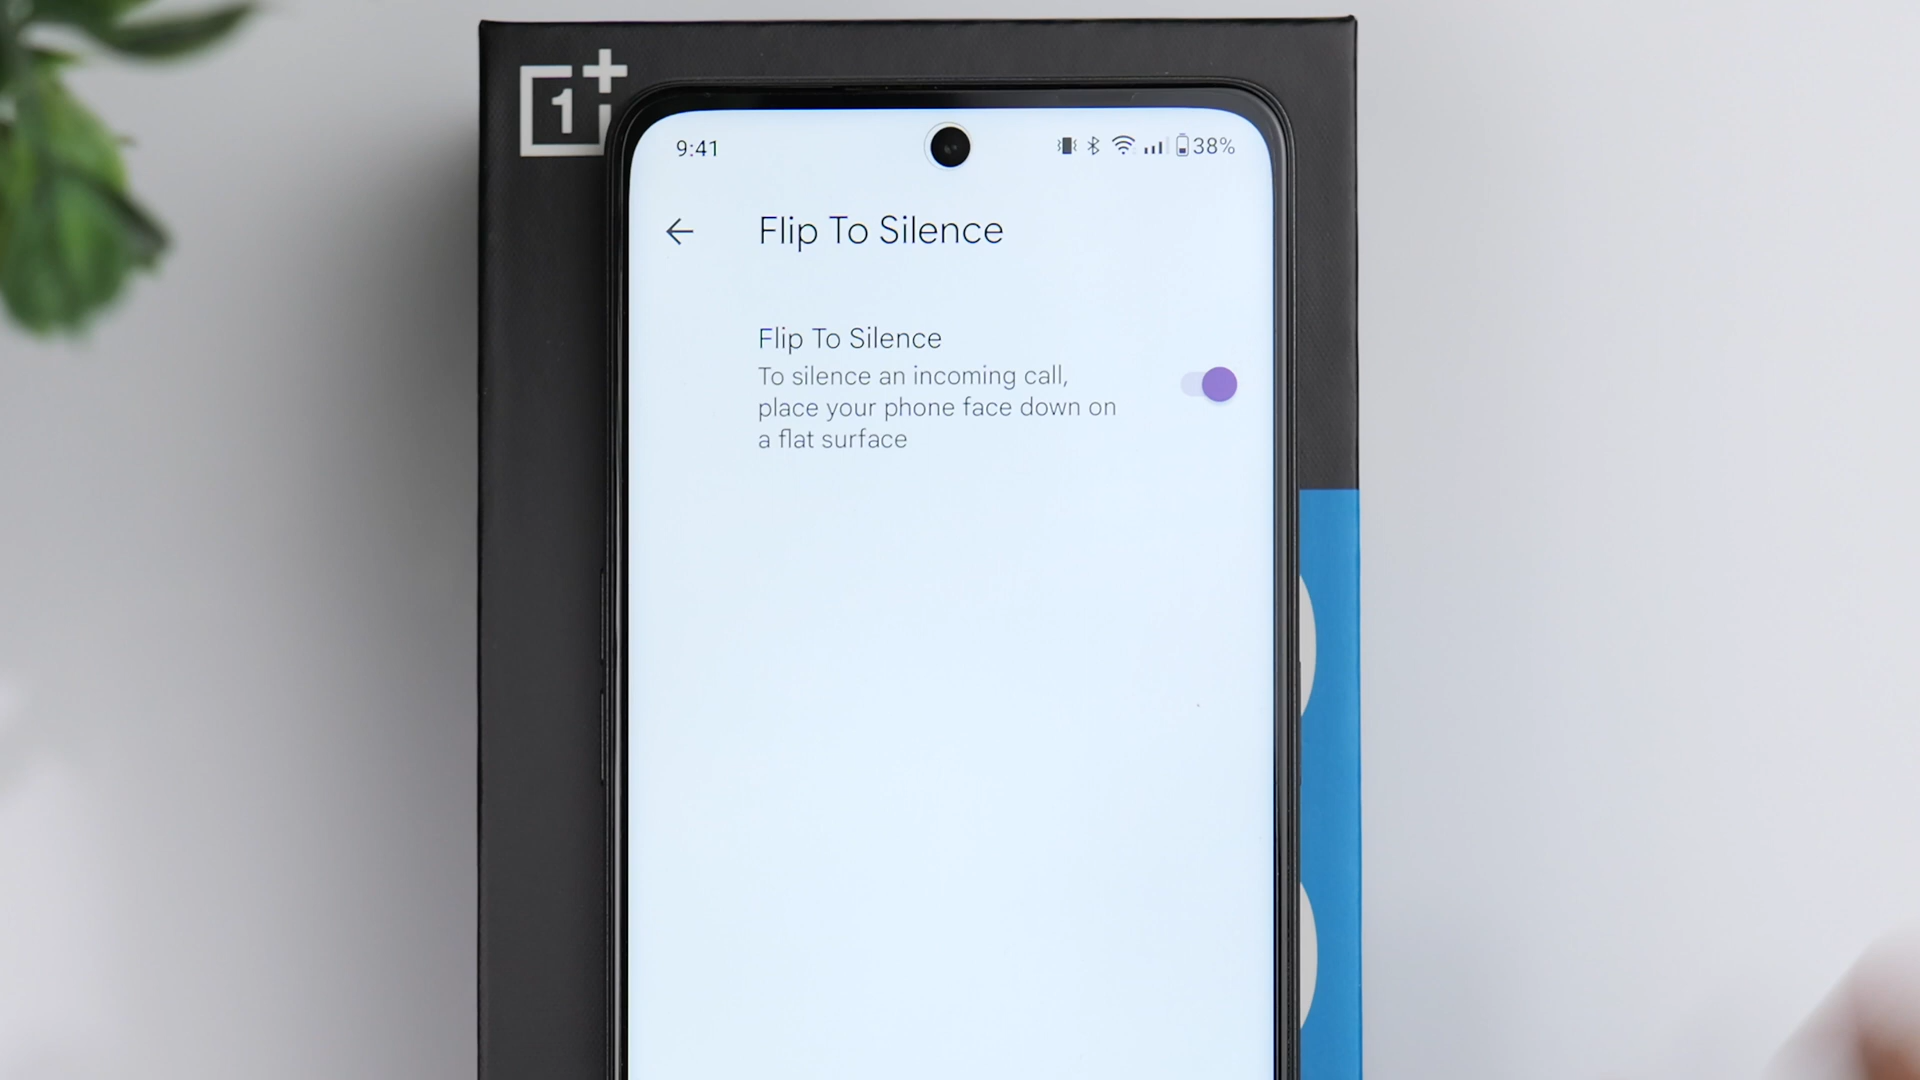 1+
9:41
38%
Flip To Silence
Flip To Silence
To silence an incoming call,
place your phone face down on
a flat surface